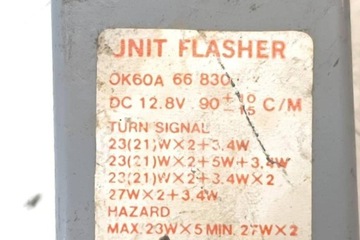 UNIT FLASHER
OK60A 66 830
DC 12.8V 90 +10 -15 C/M
TURN SIGNAL
23(21)W×2+3.4W
23(21)W×2+5W+3.4W
23(21)W×2+3.4W×2
27W×2+3.4W
HAZARD
MAX.23W×5 MIN.27W×2